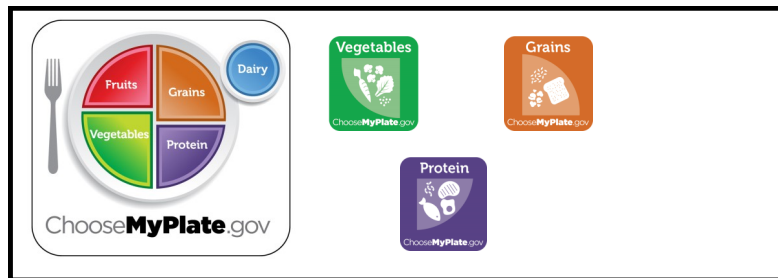 Fruits
Grains
Dairy
Vegetables
Protein
ChooseMyPlate.gov
Vegetables
ChooseMyPlate.gov
Grains
ChooseMyPlate.gov
Protein
ChooseMyPlate.gov